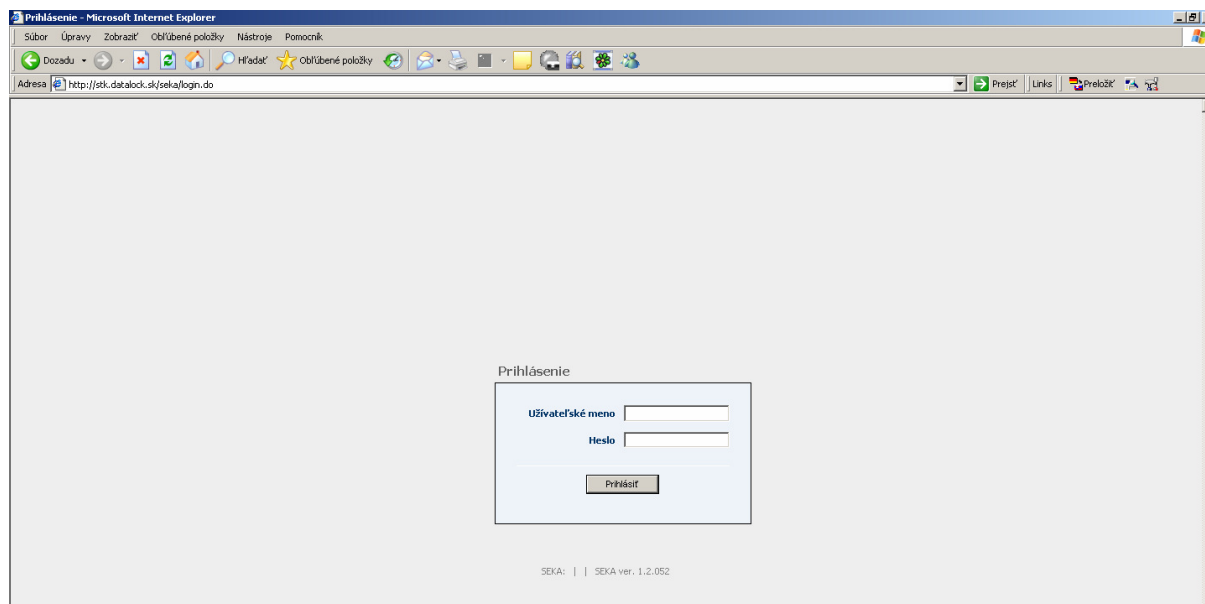 Prihlásenie - Microsoft Internet Explorer
Súbor Úpravy Zobraziť Obľúbené položky Nástroje Pomocník
Dozadu Hľadať Obľúbené položky
Adresa http://stk.datalock.sk/seka/login.do Prejsť Links Preložiť
Prihlásenie
Užívateľské meno
Heslo
Prihlásiť
SEKA: | | SEKA ver. 1.2.052